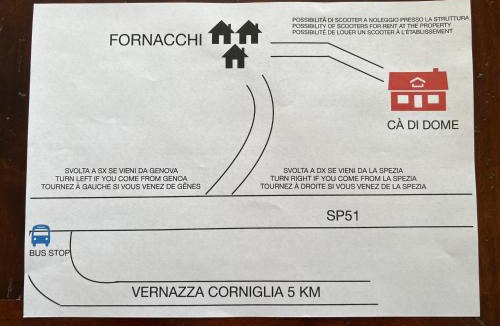 POSSIBILITÀ DI SCOOTER A NOLEGGIO PRESSO LA STRUTTURA
POSSIBILITY OF SCOOTERS FOR RENT AT THE PROPERTY
POSSIBILITÉ DE LOUER UN SCOOTER À L'ÉTABLISSEMENT
FORNACCHI
CÀ DI DOME
SVOLTA A SX SE VIENI DA GENOVA
TURN LEFT IF YOU COME FROM GENOA
TOURNEZ À GAUCHE SI VOUS VENEZ DE GÊNES
SVOLTA A DX SE VIENI DA LA SPEZIA
TURN RIGHT IF YOU COME FROM LA SPEZIA
TOURNEZ À DROITE SI VOUS VENEZ DE LA SPEZIA
SP51
BUS STOP
VERNAZZA CORNIGLIA 5 KM